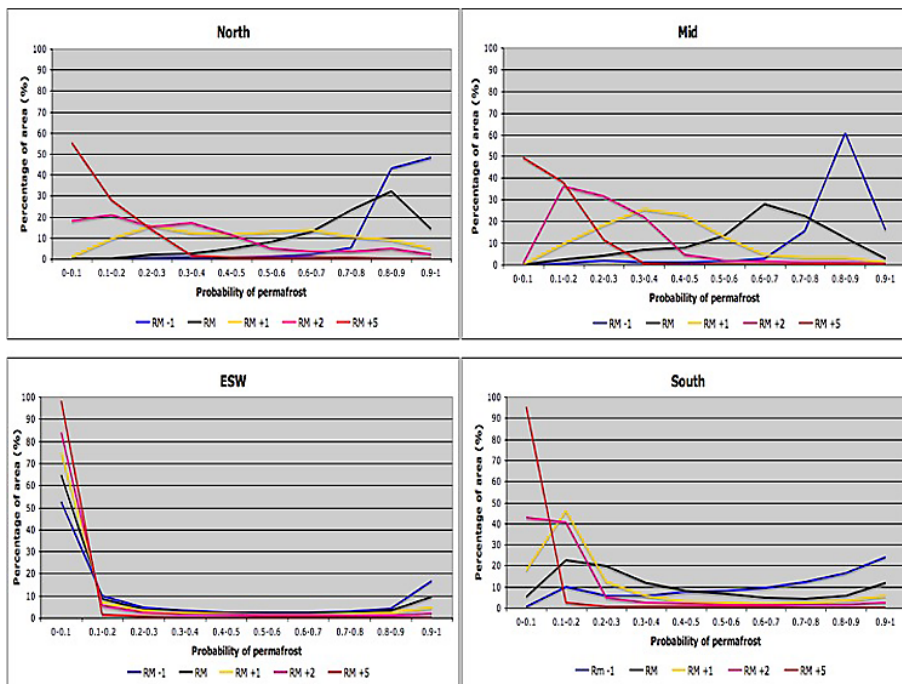 North
Percentage of area (%)
100
90
80
70
60
50
40
30
20
10
0
0-0.1 0.1-0.2 0.2-0.3 0.3-0.4 0.4-0.5 0.5-0.6 0.6-0.7 0.7-0.8 0.8-0.9 0.9-1
Probability of permafrost
RM -1 RM RM +1 RM +2 RM +5
Mid
Percentage of area (%)
100
90
80
70
60
50
40
30
20
10
0
0-0.1 0.1-0.2 0.2-0.3 0.3-0.4 0.4-0.5 0.5-0.6 0.6-0.7 0.7-0.8 0.8-0.9 0.9-1
Probability of permafrost
RM -1 RM RM +1 RM +2 RM +5
ESW
Percentage of area (%)
100
90
80
70
60
50
40
30
20
10
0
0-0.1 0.1-0.2 0.2-0.3 0.3-0.4 0.4-0.5 0.5-0.6 0.6-0.7 0.7-0.8 0.8-0.9 0.9-1
Probability of permafrost
RM -1 RM RM +1 RM +2 RM +5
South
Percentage of area (%)
100
90
80
70
60
50
40
30
20
10
0
0-0.1 0.1-0.2 0.2-0.3 0.3-0.4 0.4-0.5 0.5-0.6 0.6-0.7 0.7-0.8 0.8-0.9 0.9-1
Probability of permafrost
Rm -1 RM RM +1 RM +2 RM +5